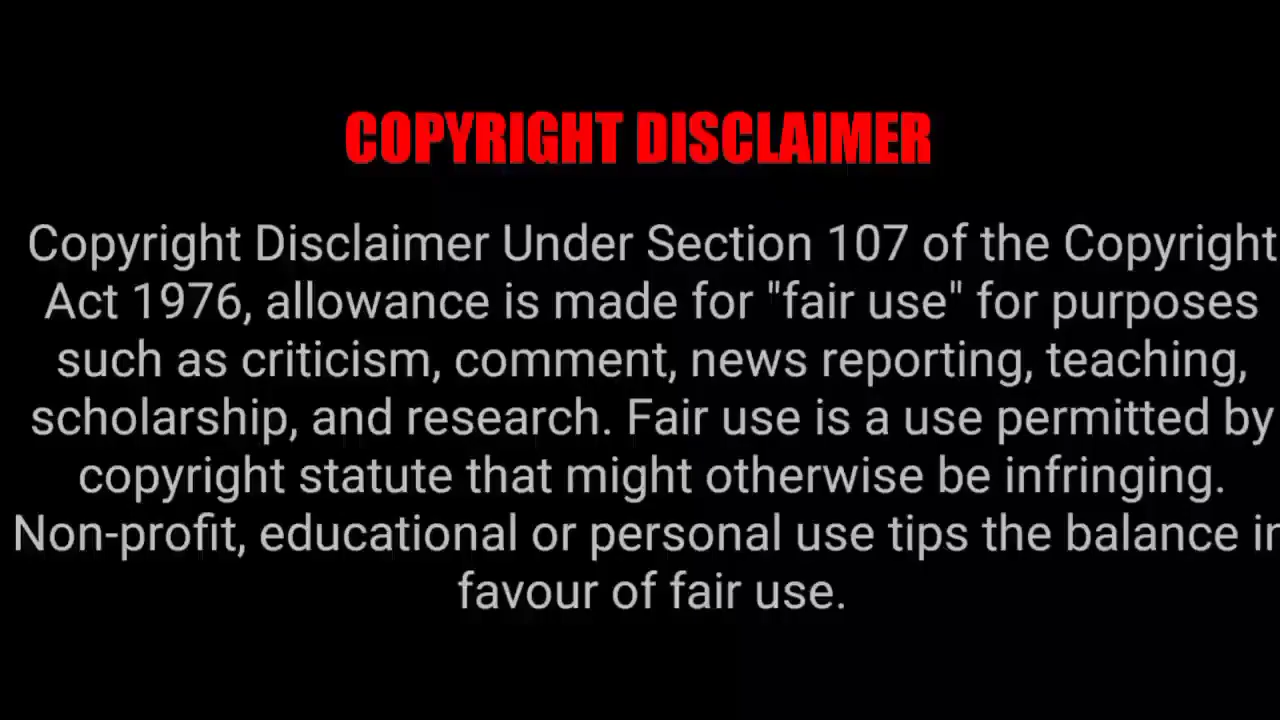 COPYRIGHT DISCLAIMER
Copyright Disclaimer Under Section 107 of the Copyright
Act 1976, allowance is made for "fair use" for purposes
such as criticism, comment, news reporting, teaching,
scholarship, and research. Fair use is a use permitted by
copyright statute that might otherwise be infringing.
Non-profit, educational or personal use tips the balance in
favour of fair use.